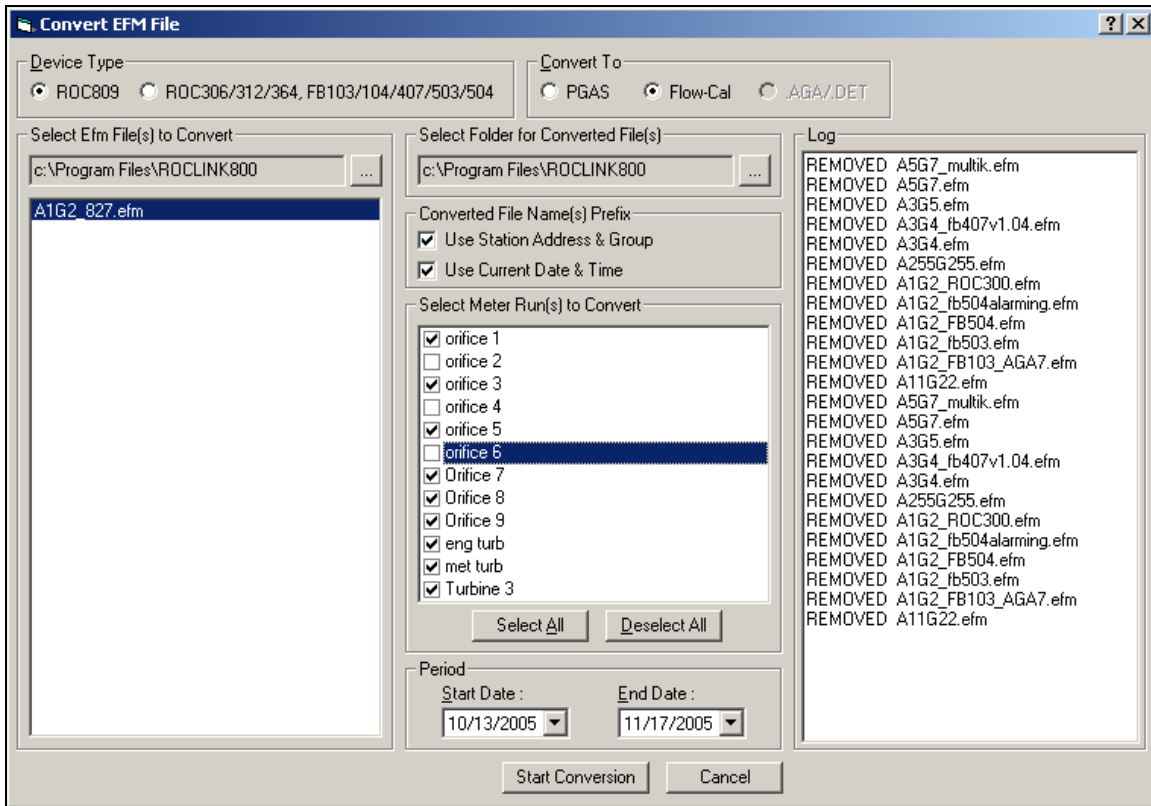 Convert EFM File
Device Type
ROC809 ROC306/312/364, FB103/104/407/503/504
Convert To
PGAS Flow-Cal .AGA/.DET
Select Efm File(s) to Convert
c:\Program Files\ROCLINK800 ...
A1G2_827.efm
Select Folder for Converted File(s)
c:\Program Files\ROCLINK800 ...
Converted File Name(s) Prefix
Use Station Address & Group
Use Current Date & Time
Select Meter Run(s) to Convert
orifice 1
orifice 2
orifice 3
orifice 4
orifice 5
orifice 6
Orifice 7
Orifice 8
Orifice 9
eng turb
met turb
Turbine 3
Select All Deselect All
Period
Start Date : End Date :
10/13/2005 11/17/2005
Log
REMOVED A5G7_multik.efm
REMOVED A5G7.efm
REMOVED A3G5.efm
REMOVED A3G4_fb407v1.04.efm
REMOVED A3G4.efm
REMOVED A255G255.efm
REMOVED A1G2_ROC300.efm
REMOVED A1G2_fb504alarming.efm
REMOVED A1G2_FB504.efm
REMOVED A1G2_fb503.efm
REMOVED A1G2_FB103_AGA7.efm
REMOVED A11G22.efm
REMOVED A5G7_multik.efm
REMOVED A5G7.efm
REMOVED A3G5.efm
REMOVED A3G4_fb407v1.04.efm
REMOVED A3G4.efm
REMOVED A255G255.efm
REMOVED A1G2_ROC300.efm
REMOVED A1G2_fb504alarming.efm
REMOVED A1G2_FB504.efm
REMOVED A1G2_fb503.efm
REMOVED A1G2_FB103_AGA7.efm
REMOVED A11G22.efm
Start Conversion Cancel